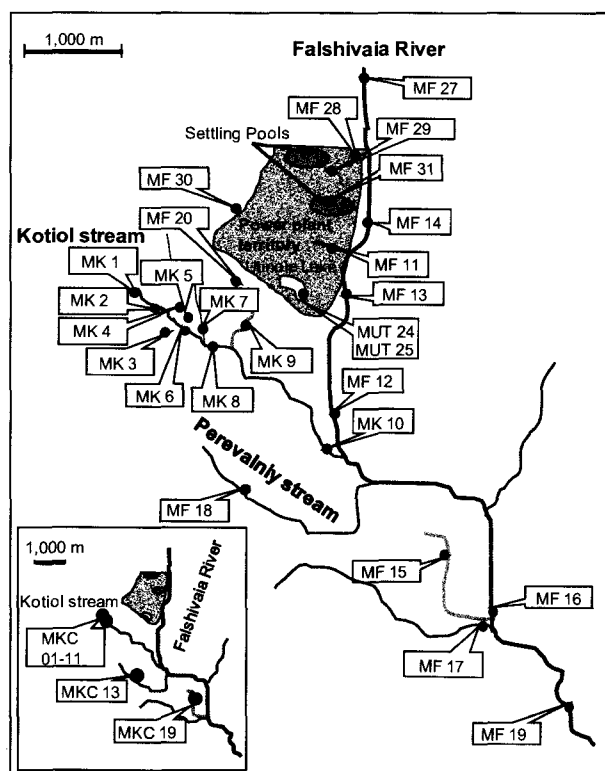 1,000 m
Falshivaia River
MF 27
MF 28
MF 29
Settling Pools
MF 31
MF 30
MF 20
MF 14
Power plant
territory
Kotiol stream
MF 11
MK 1
MK 5
MK 2
MK 7
MF 13
MK 4
MUT 24
MUT 25
MK 3
MK 9
MK 6
MK 8
MF 12
MK 10
Perevalniy stream
MF 18
1,000 m
Falshivaia River
Kotiol stream
MKC
01-11
MKC 13
MKC 19
MF 15
MF 16
MF 17
MF 19